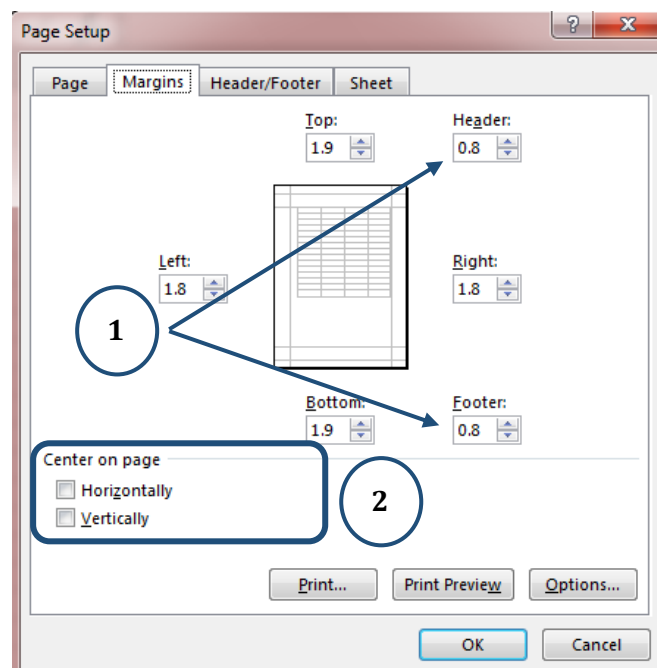 Page Setup
? X
Page Margins Header/Footer Sheet
Top: Header:
1.9 0.8
Left: Right:
1.8 1.8
1
Bottom: Footer:
1.9 0.8
Center on page
Horizontally
Vertically
2
Print... Print Preview Options...
OK Cancel